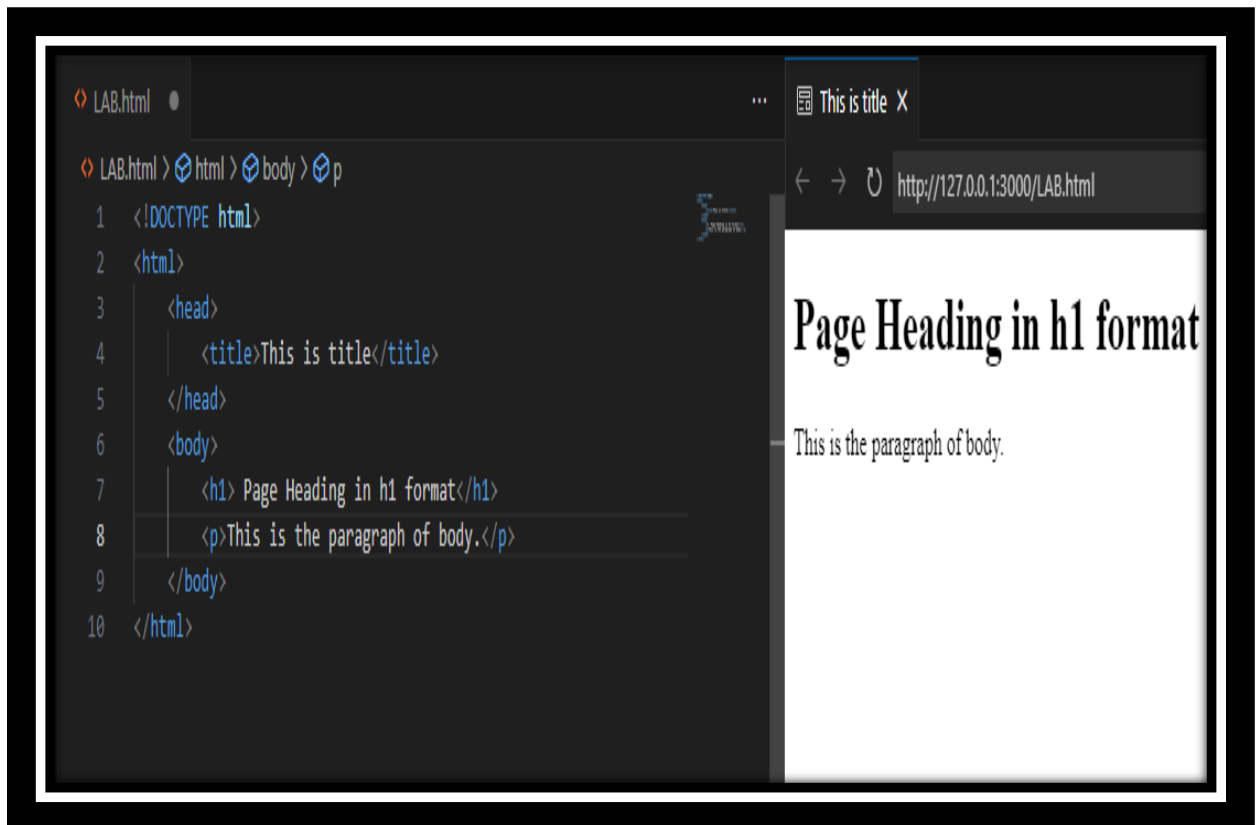 LAB.html
LAB.html > html > body > p
1 <!DOCTYPE html>
2 <html>
3 <head>
4 <title>This is title</title>
5 </head>
6 <body>
7 <h1> Page Heading in h1 format</h1>
8 <p>This is the paragraph of body.</p>
9 </body>
10 </html>
This is title
http://127.0.0.1:3000/LAB.html
Page Heading in h1 format
This is the paragraph of body.